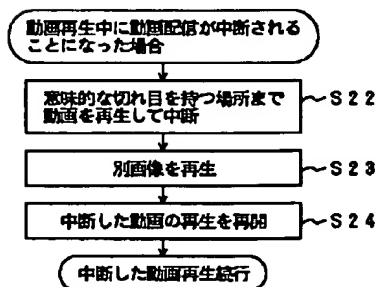 動画再生中に動画配信が中断される
ことになった場合
意味的な切れ目を持つ場所まで
動画を再生して中断
～S22
別画像を再生
～S23
中断した動画の再生を再開
～S24
中断した動画再生続行